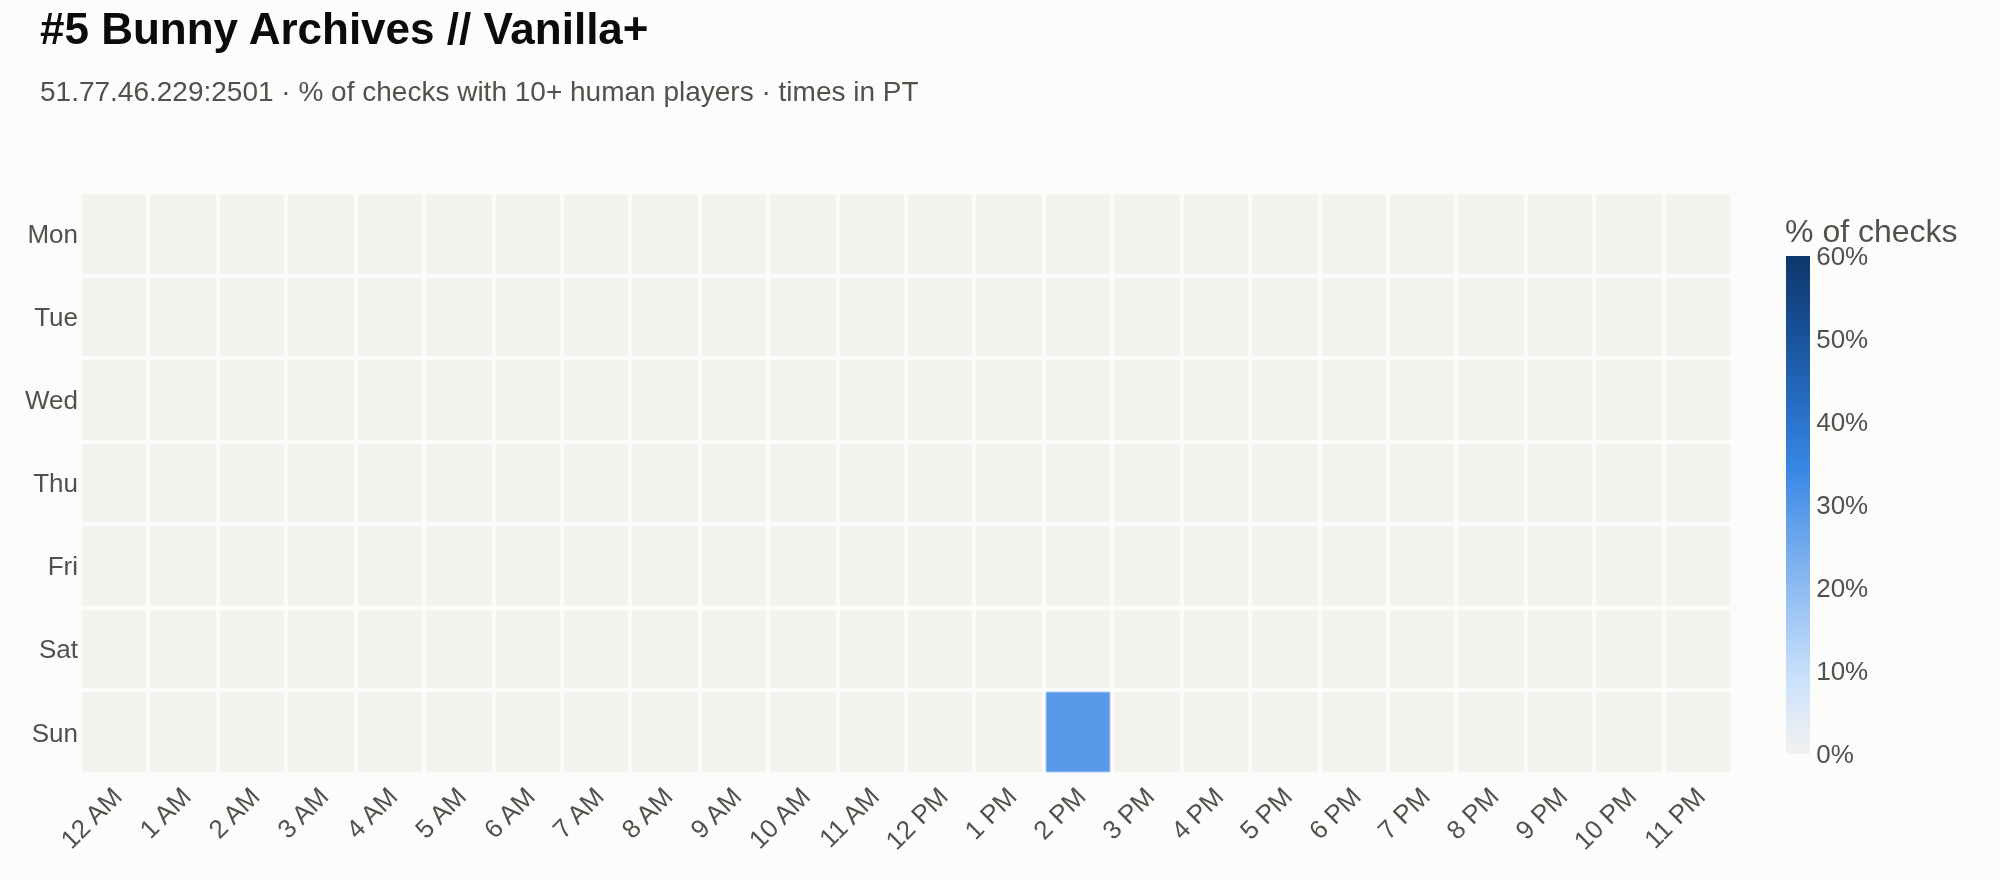 #5 Bunny Archives // Vanilla+
51.77.46.229:2501 · % of checks with 10+ human players · times in PT
% of checks
60%
50%
40%
30%
20%
10%
0%
Mon
Tue
Wed
Thu
Fri
Sat
Sun
12 AM
1 AM
2 AM
3 AM
4 AM
5 AM
6 AM
7 AM
8 AM
9 AM
10 AM
11 AM
12 PM
1 PM
2 PM
3 PM
4 PM
5 PM
6 PM
7 PM
8 PM
9 PM
10 PM
11 PM